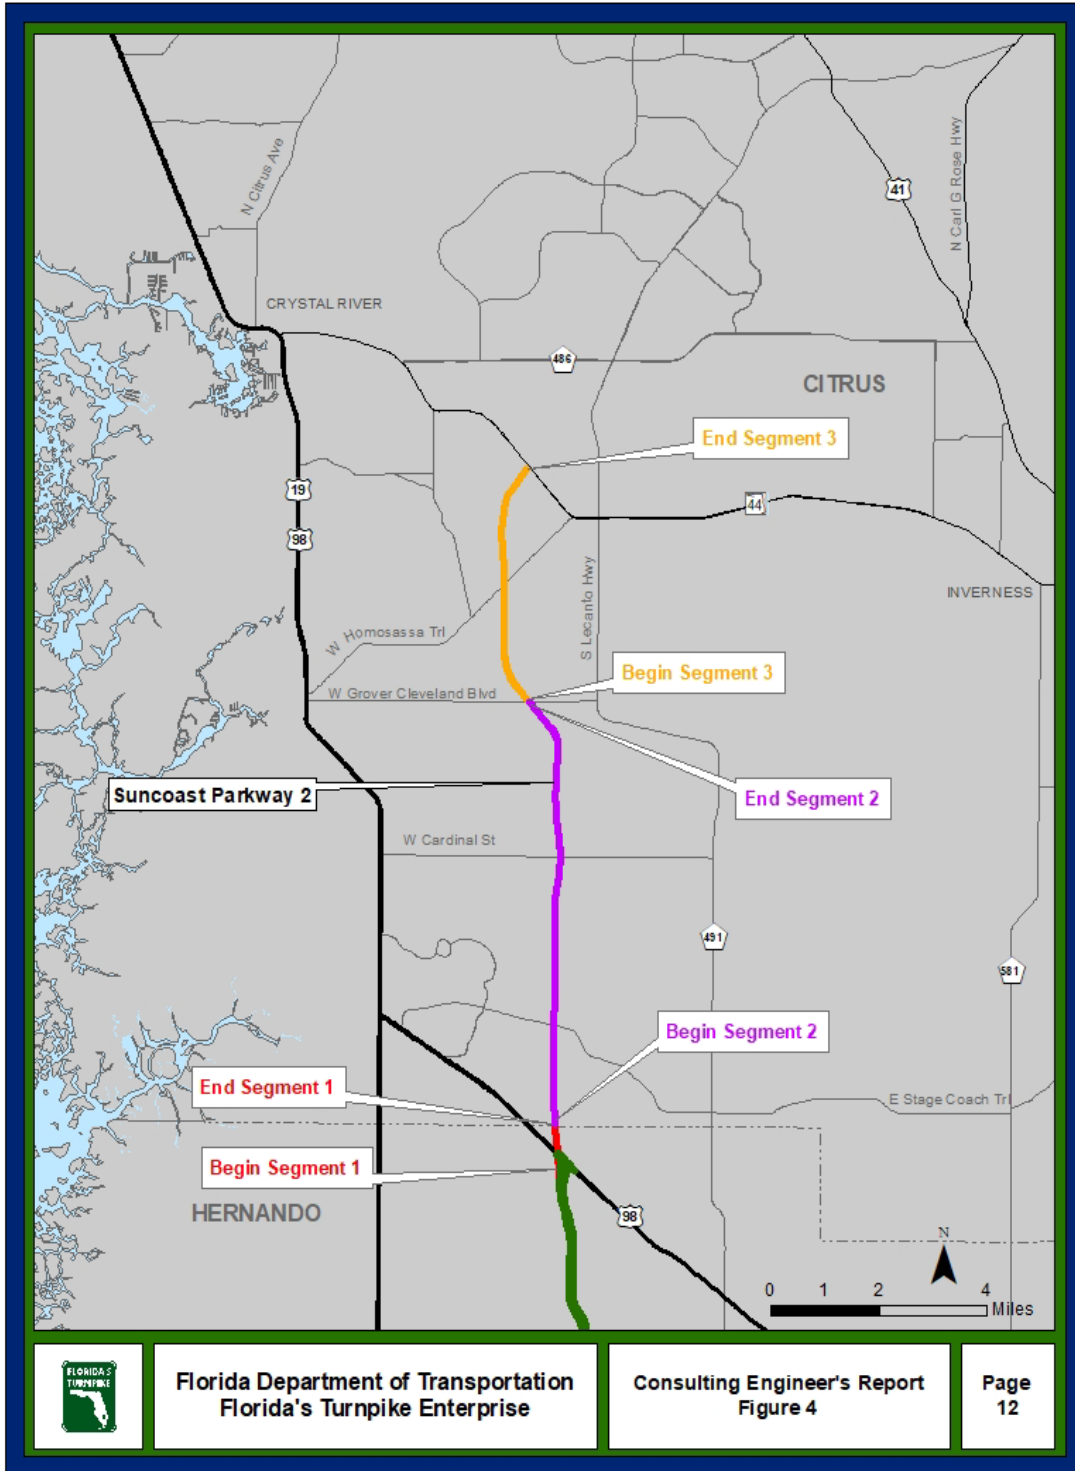 N Citrus Ave
41
N Carl G Rose Hwy
CRYSTAL RIVER
486
CITRUS
End Segment 3
19
44
98
S Lecanto Hwy
INVERNESS
W Homosassa Trl
Begin Segment 3
W Grover Cleveland Blvd
Suncoast Parkway 2
End Segment 2
W Cardinal St
491
581
Begin Segment 2
End Segment 1
E Stage Coach Trl
Begin Segment 1
HERNANDO
98
N
0 1 2 4
Miles
FLORIDA'S
TURNPIKE
Florida Department of Transportation
Florida's Turnpike Enterprise
Consulting Engineer's Report
Figure 4
Page
12